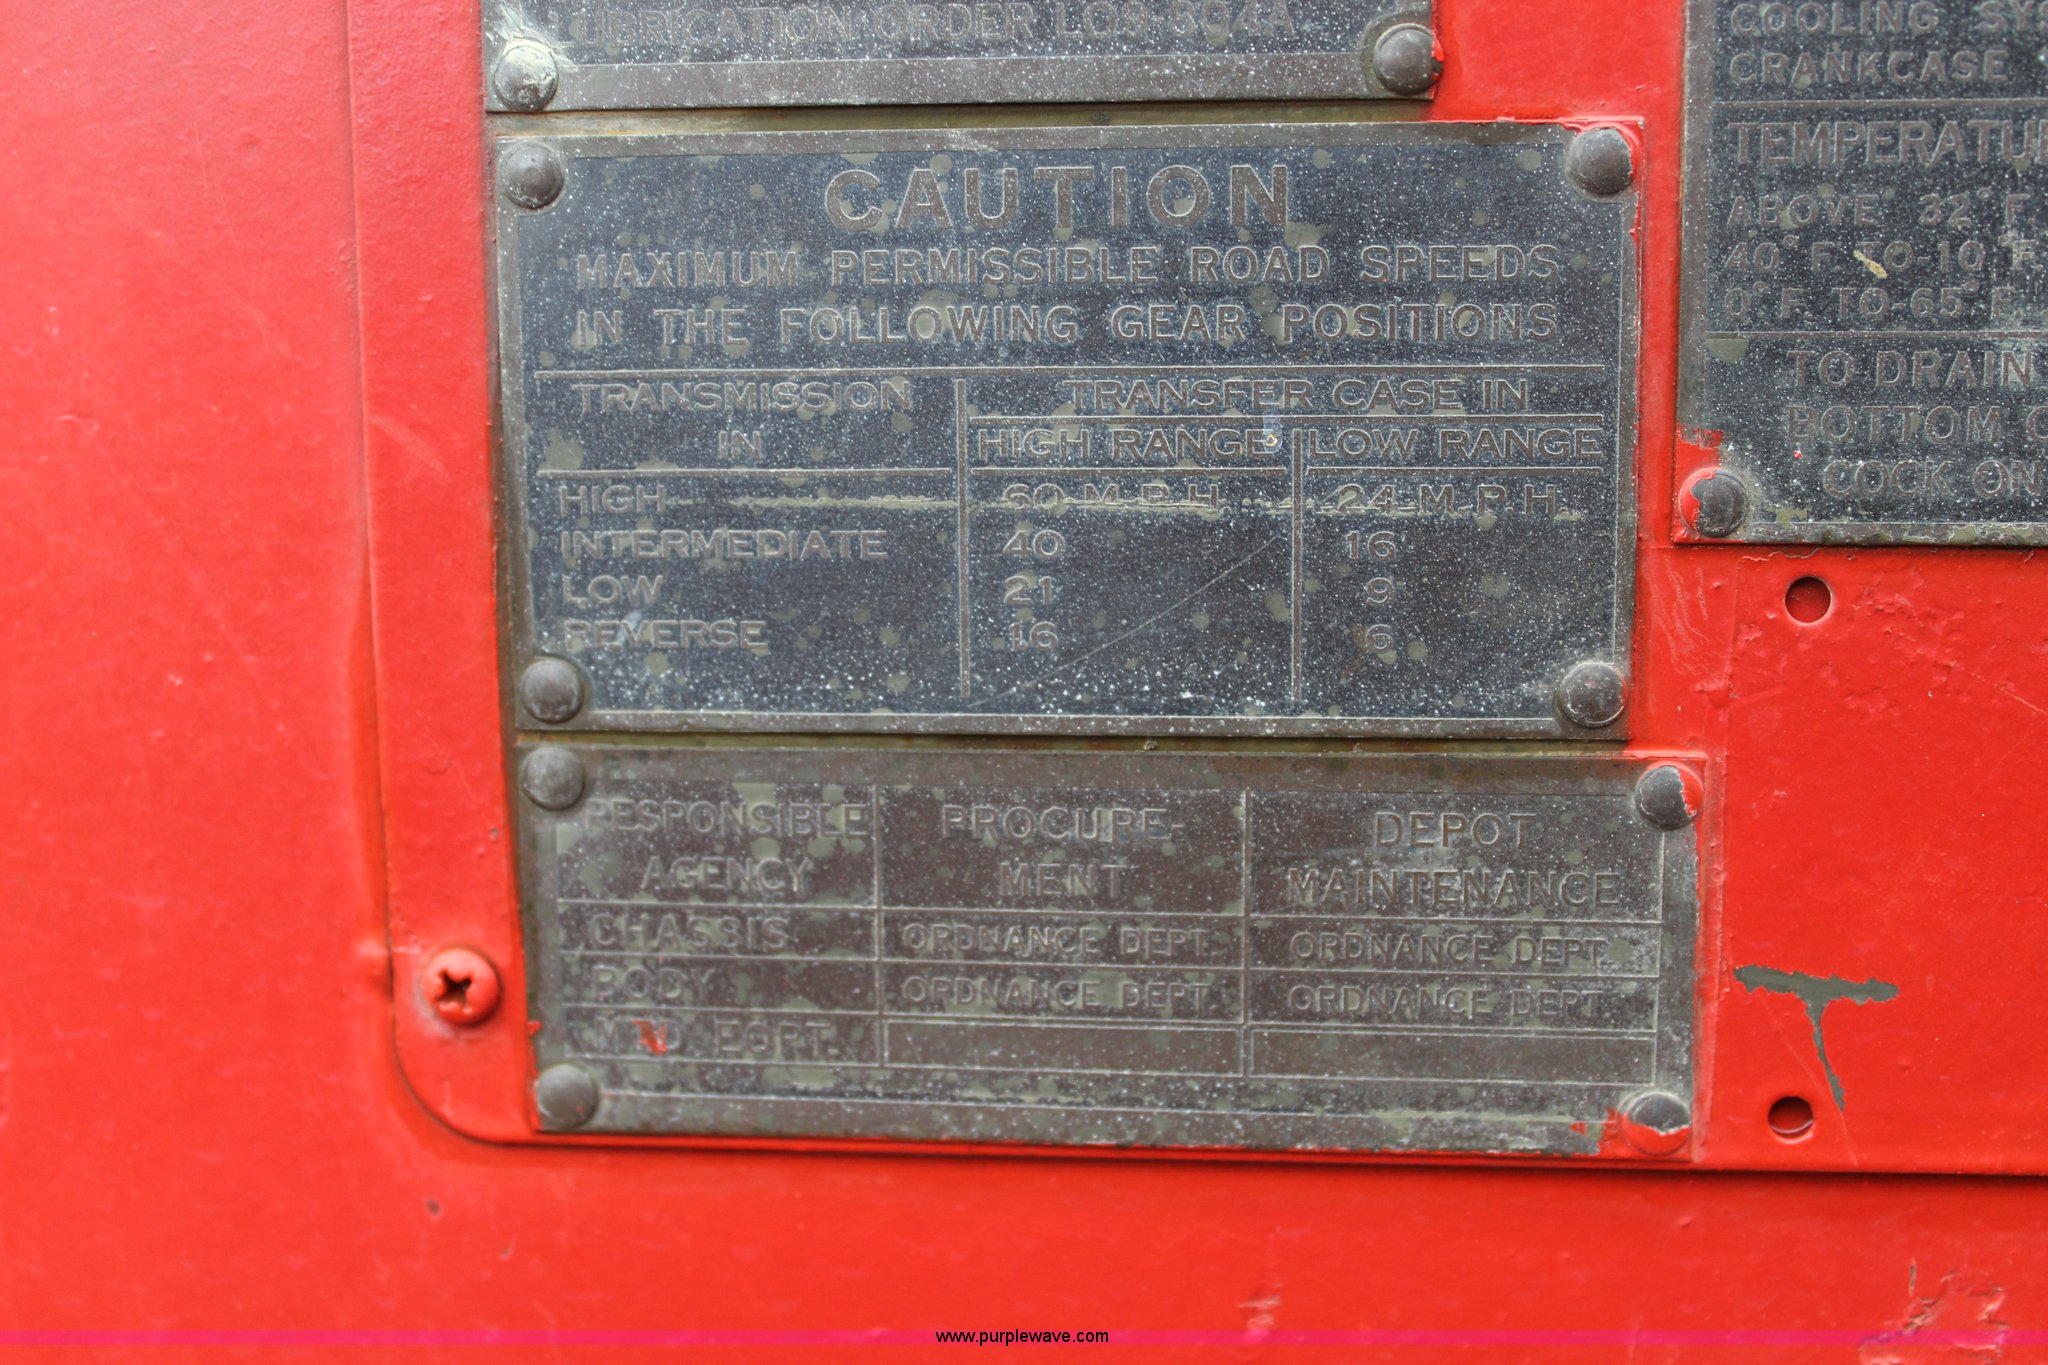 LUBRICATION ORDER LO9-804A
CAUTION
MAXIMUM PERMISSIBLE ROAD SPEEDS
IN THE FOLLOWING GEAR POSITIONS
TRANSMISSION IN
TRANSFER CASE IN
HIGH RANGE LOW RANGE
HIGH 60 M.P.H. 24 M.P.H.
INTERMEDIATE 40 16
LOW 21 9
REVERSE 16 6
RESPONSIBLE AGENCY
PROCURE-
MENT
DEPOT
MAINTENANCE
CHASSIS ORDNANCE DEPT. ORDNANCE DEPT.
BODY ORDNANCE DEPT. ORDNANCE DEPT.
MTD. EQPT.
COOLING SYS
CRANKCASE
TEMPERATU
ABOVE 32° F.
40° F. TO-10° F.
0° F. TO-65° F.
TO DRAIN
BOTTOM
COCK ON
www.purplewave.com